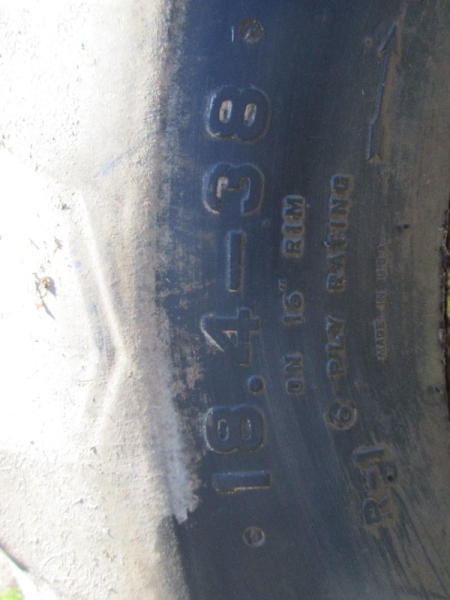 · 18.4-38 ·
ON 16" RIM
6 PLY RATING
R-1
MADE IN U.S.A.